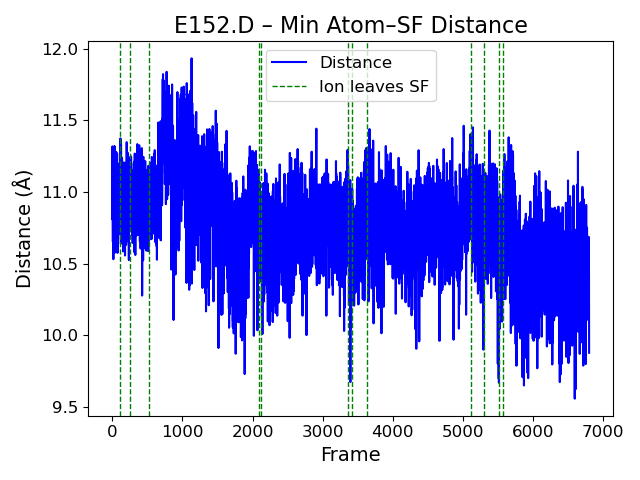 E152.D – Min Atom–SF Distance
Distance
Ion leaves SF
Distance (Å)
12.0
11.5
11.0
10.5
10.0
9.5
0 1000 2000 3000 4000 5000 6000 7000
Frame